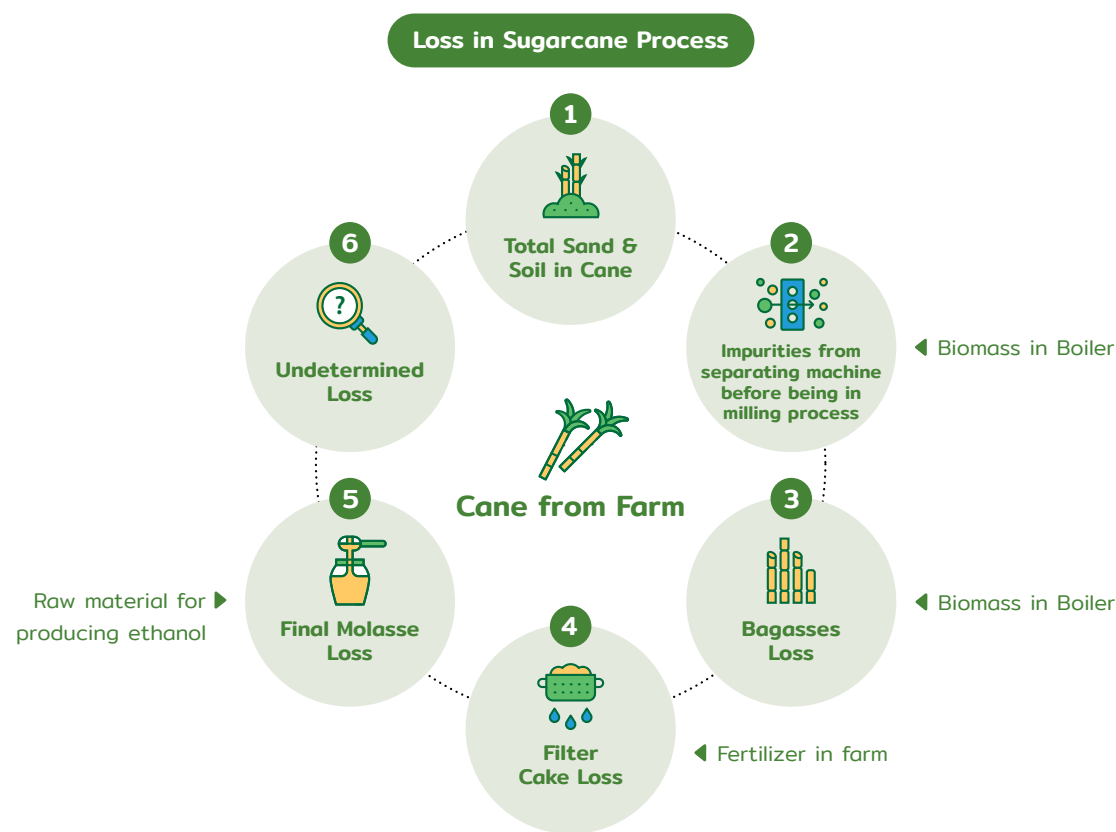 Loss in Sugarcane Process
1
Total Sand &
Soil in Cane
2
Impurities from
separating machine
before being in
milling process
Biomass in Boiler
3
Bagasses
Loss
Biomass in Boiler
4
Filter
Cake Loss
Fertilizer in farm
5
Final Molasse
Loss
Raw material for
producing ethanol
6
?
Undetermined
Loss
Cane from Farm